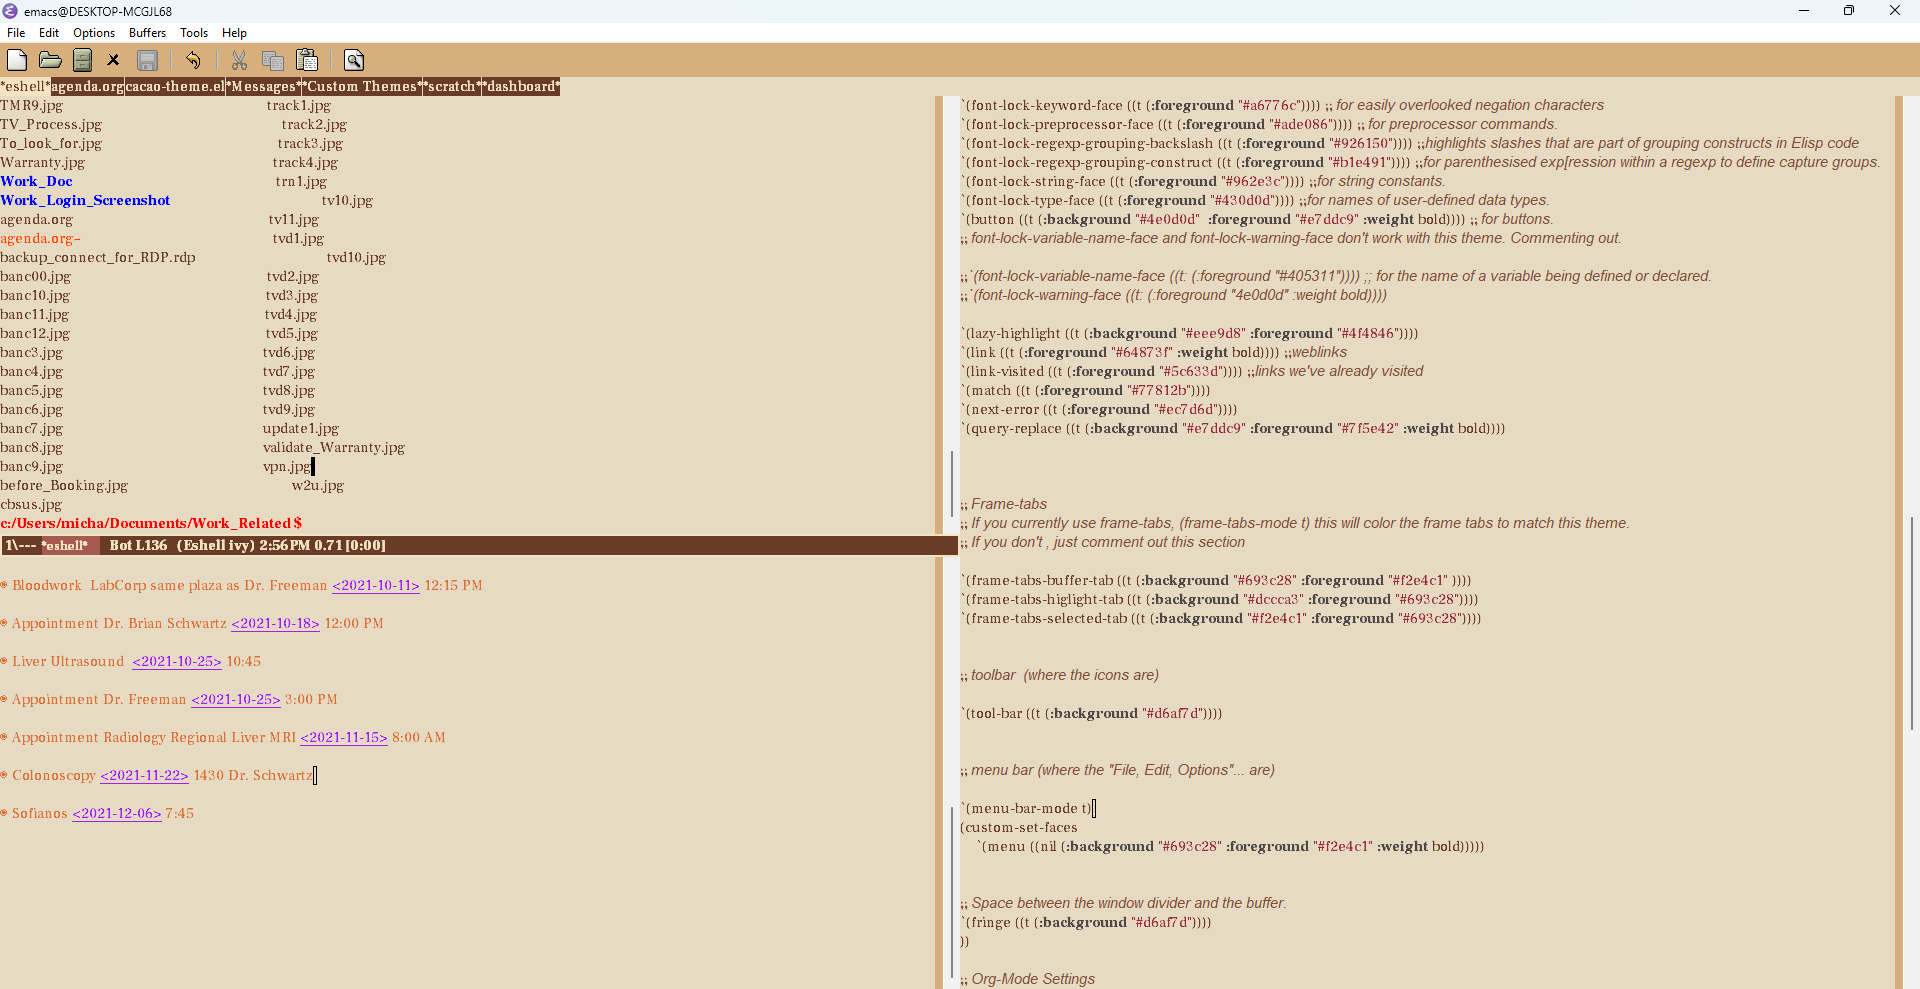 emacs@DESKTOP-MCGJL68
File Edit Options Buffers Tools Help
*eshell* agenda.org cacao-theme.el *Messages* *Custom Themes* *scratch* *dashboard*
TMR9.jpg track1.jpg
TV_Process.jpg track2.jpg
To_look_for.jpg track3.jpg
Warranty.jpg track4.jpg
Work_Doc trn1.jpg
Work_Login_Screenshot tv10.jpg
agenda.org tv11.jpg
agenda.org~ tvd1.jpg
backup_connect_for_RDP.rdp tvd10.jpg
banc00.jpg tvd2.jpg
banc10.jpg tvd3.jpg
banc11.jpg tvd4.jpg
banc12.jpg tvd5.jpg
banc3.jpg tvd6.jpg
banc4.jpg tvd7.jpg
banc5.jpg tvd8.jpg
banc6.jpg tvd9.jpg
banc7.jpg update1.jpg
banc8.jpg validate_Warranty.jpg
banc9.jpg vpn.jpg
before_Booking.jpg w2u.jpg
cbsus.jpg
c:/Users/micha/Documents/Work_Related $
1\--- *eshell* Bot L136 (Eshell ivy) 2:56PM 0.71 [0:00]
Bloodwork LabCorp same plaza as Dr. Freeman <2021-10-11> 12:15 PM
Appointment Dr. Brian Schwartz <2021-10-18> 12:00 PM
Liver Ultrasound <2021-10-25> 10:45
Appointment Dr. Freeman <2021-10-25> 3:00 PM
Appointment Radiology Regional Liver MRI <2021-11-15> 8:00 AM
Colonoscopy <2021-11-22> 1430 Dr. Schwartz
Sofianos <2021-12-06> 7:45
`(font-lock-keyword-face ((t (:foreground "#a6776c")))) ;; for easily overlooked negation characters
`(font-lock-preprocessor-face ((t (:foreground "#ade086")))) ;; for preprocessor commands.
`(font-lock-regexp-grouping-backslash ((t (:foreground "#926150")))) ;;highlights slashes that are part of grouping constructs in Elisp code
`(font-lock-regexp-grouping-construct ((t (:foreground "#b1e491")))) ;;for parenthesised exp[ression within a regexp to define capture groups.
`(font-lock-string-face ((t (:foreground "#962e3c")))) ;;for string constants.
`(font-lock-type-face ((t (:foreground "#430d0d")))) ;;for names of user-defined data types.
`(button ((t (:background "#4e0d0d" :foreground "#e7ddc9" :weight bold)))) ;; for buttons.
;; font-lock-variable-name-face and font-lock-warning-face don't work with this theme. Commenting out.
;;`(font-lock-variable-name-face ((t: (:foreground "#405311")))) ;; for the name of a variable being defined or declared.
;;`(font-lock-warning-face ((t: (:foreground "4e0d0d" :weight bold))))
`(lazy-highlight ((t (:background "#eee9d8" :foreground "#4f4846"))))
`(link ((t (:foreground "#64873f" :weight bold)))) ;;weblinks
`(link-visited ((t (:foreground "#5c633d")))) ;;links we've already visited
`(match ((t (:foreground "#77812b"))))
`(next-error ((t (:foreground "#ec7d6d"))))
`(query-replace ((t (:background "#e7ddc9" :foreground "#7f5e42" :weight bold))))
;; Frame-tabs
;; If you currently use frame-tabs, (frame-tabs-mode t) this will color the frame tabs to match this theme.
;; If you don't , just comment out this section
`(frame-tabs-buffer-tab ((t (:background "#693c28" :foreground "#f2e4c1" ))))
`(frame-tabs-higlight-tab ((t (:background "#dccca3" :foreground "#693c28"))))
`(frame-tabs-selected-tab ((t (:background "#f2e4c1" :foreground "#693c28"))))
;; toolbar (where the icons are)
`(tool-bar ((t (:background "#d6af7d"))))
;; menu bar (where the "File, Edit, Options"... are)
`(menu-bar-mode t)
(custom-set-faces
`(menu ((nil (:background "#693c28" :foreground "#f2e4c1" :weight bold)))))
;; Space between the window divider and the buffer.
`(fringe ((t (:background "#d6af7d"))))
))
;; Org-Mode Settings